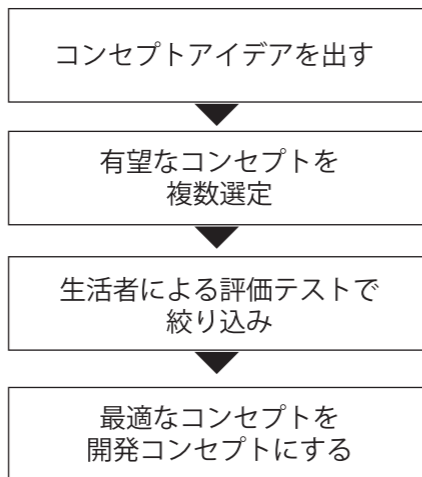 コンセプトアイデアを出す
有望なコンセプトを
複数選定
生活者による評価テストで
絞り込み
最適なコンセプトを
開発コンセプトにする